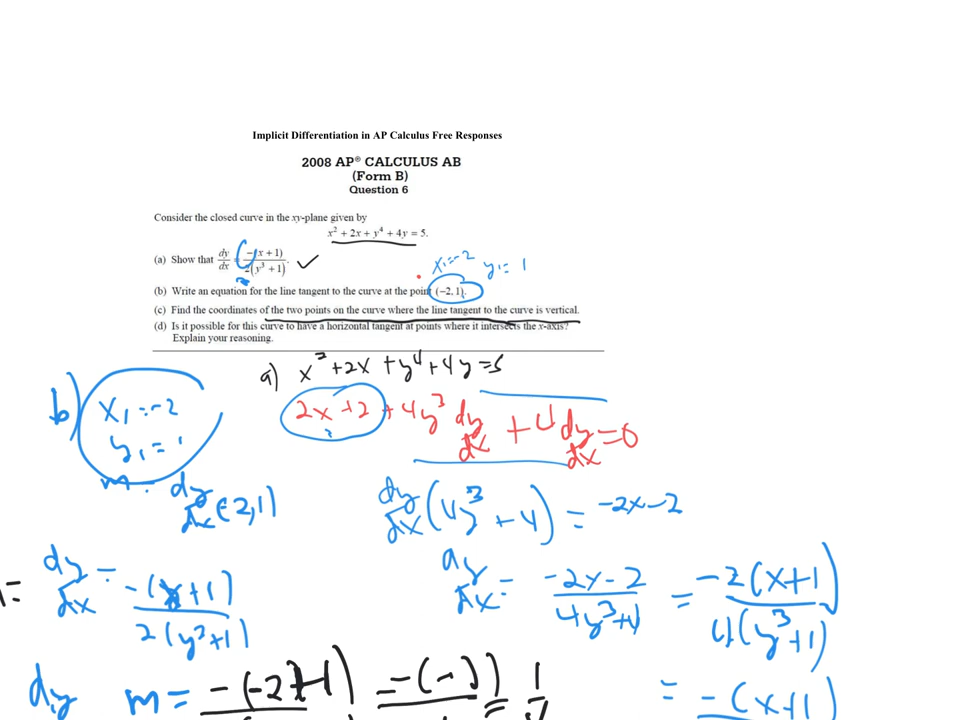 Implicit Differentiation in AP Calculus Free Responses
2008 AP® CALCULUS AB
(Form B)
Question 6
Consider the closed curve in the xy-plane given by
x² + 2x + y⁴ + 4y = 5.
(a) Show that dy/dx = -(x + 1)/2(y³ + 1). ✓
x₁=-2 y₁= 1
(b) Write an equation for the line tangent to the curve at the point (−2, 1).
(c) Find the coordinates of the two points on the curve where the line tangent to the curve is vertical.
(d) Is it possible for this curve to have a horizontal tangent at points where it intersects the x-axis?
Explain your reasoning.
a) x² + 2x + y⁴ + 4y = 5
b) x₁ = -2
2x + 2 + 4y³ dy/dx + 4 dy/dx = 0
y₁ = 1
m = dy/dx (-2, 1)
dy/dx (4y³ + 4) = -2x - 2
dy/dx = -(x+1)/2(y³+1)
dy/dx = -2x-2/4y³+4 = -2(x+1)/4(y³+1)
dy m = -(-2+1) = -(-1) = 1
= -(x+1)